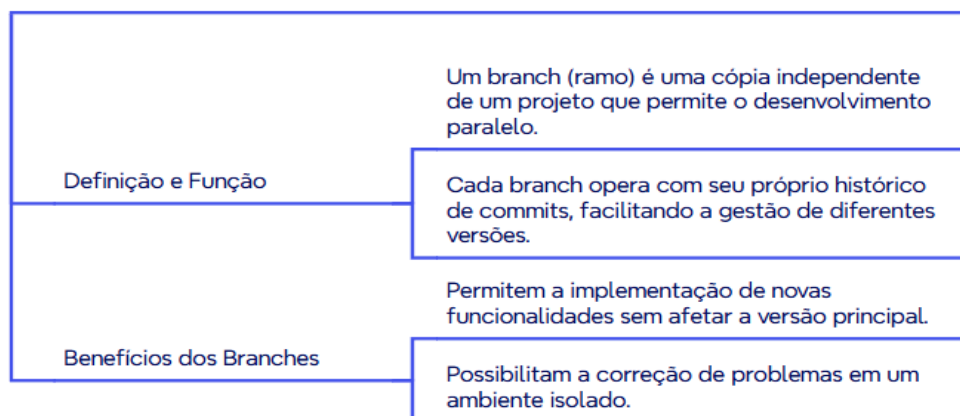 Um branch (ramo) é uma cópia independente
de um projeto que permite o desenvolvimento
paralelo.
Definição e Função
Cada branch opera com seu próprio histórico
de commits, facilitando a gestão de diferentes
versões.
Permitem a implementação de novas
funcionalidades sem afetar a versão principal.
Benefícios dos Branches
Possibilitam a correção de problemas em um
ambiente isolado.